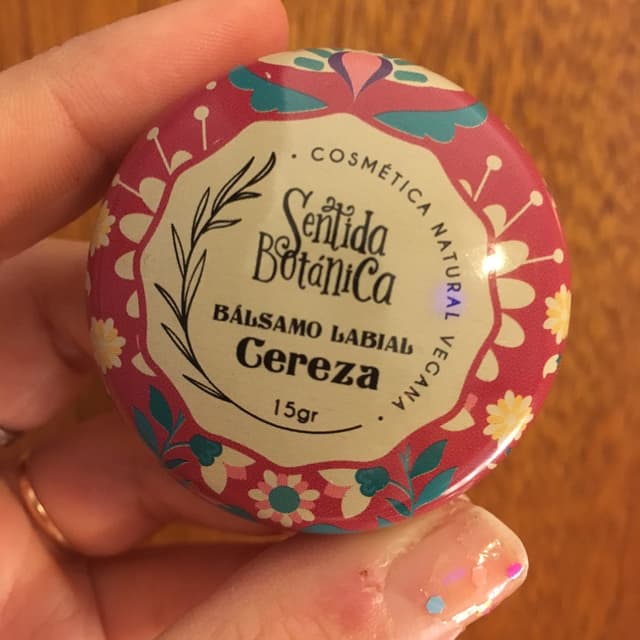 · COSMÉTICA NATURAL VEGANA ·
Sentida
Botánica
BÁLSAMO LABIAL
Cereza
15gr